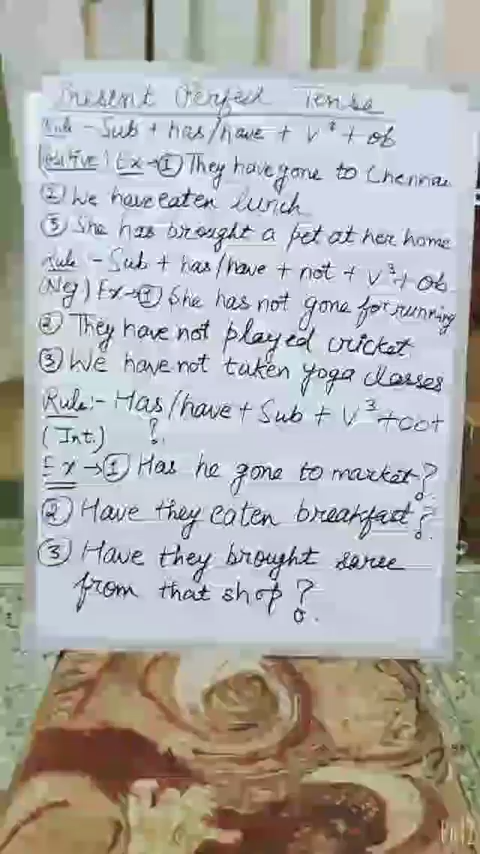 Present Perfect Tense
Rule - Sub + has/have + V³ + ob
(Positive) Ex→① They have gone to Chennai
② We have eaten lunch
③ She has brought a pet at her home
Rule - Sub + has/have + not + V³ + ob
(Neg) Ex→① She has not gone for running
② They have not played cricket
③ We have not taken yoga classes
Rule:- Has/have + Sub + V³ + ob +
(Int.) ?
Ex →① Has he gone to market?
② Have they eaten breakfast?
③ Have they brought saree
from that shop?